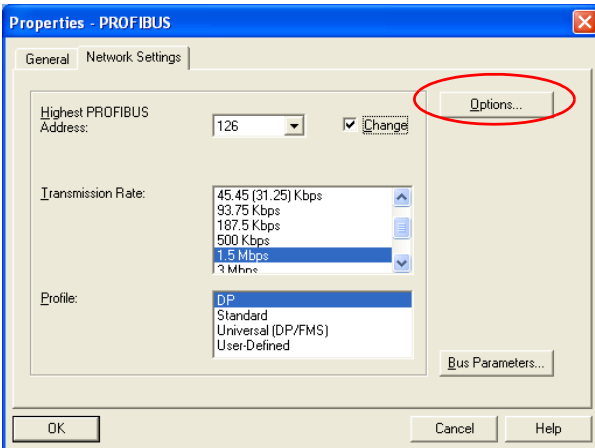 Properties - PROFIBUS
General Network Settings
Highest PROFIBUS
Address:
126
Change
Options...
Transmission Rate:
45.45 (31.25) Kbps
93.75 Kbps
187.5 Kbps
500 Kbps
1.5 Mbps
3 Mbps
Profile:
DP
Standard
Universal (DP/FMS)
User-Defined
Bus Parameters...
OK Cancel Help